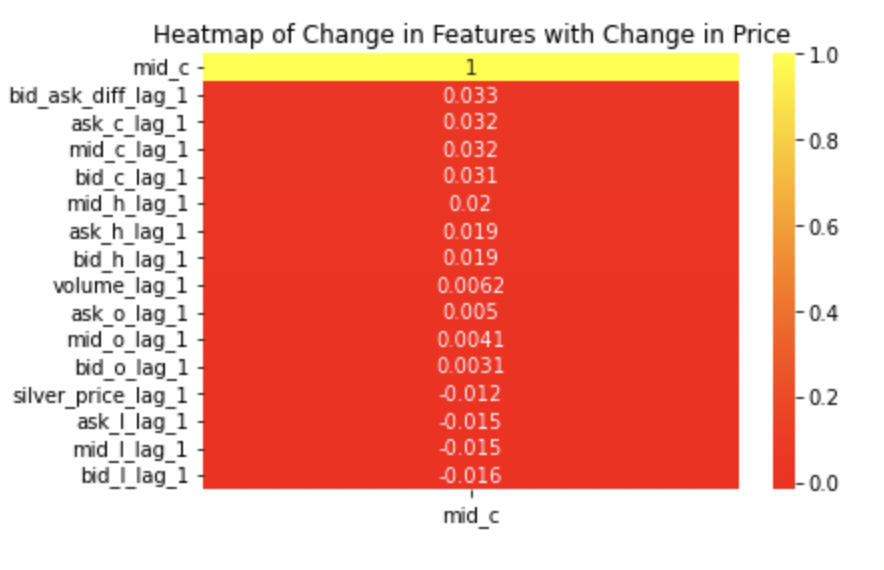 Heatmap of Change in Features with Change in Price
mid_c 1
bid_ask_diff_lag_1 0.033
ask_c_lag_1 0.032
mid_c_lag_1 0.032
bid_c_lag_1 0.031
mid_h_lag_1 0.02
ask_h_lag_1 0.019
bid_h_lag_1 0.019
volume_lag_1 0.0062
ask_o_lag_1 0.005
mid_o_lag_1 0.0041
bid_o_lag_1 0.0031
silver_price_lag_1 -0.012
ask_l_lag_1 -0.015
mid_l_lag_1 -0.015
bid_l_lag_1 -0.016
mid_c
1.0
0.8
0.6
0.4
0.2
0.0